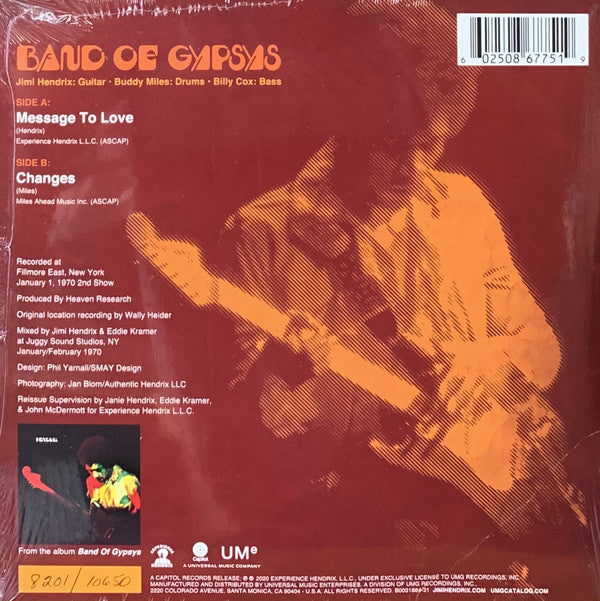 BAND OF GYPSYS
Jimi Hendrix: Guitar • Buddy Miles: Drums • Billy Cox: Bass
6 02508 67751 9
SIDE A:
Message To Love
(Hendrix)
Experience Hendrix L.L.C. (ASCAP)
SIDE B:
Changes
(Miles)
Miles Ahead Music Inc. (ASCAP)
Recorded at
Fillmore East, New York
January 1, 1970 2nd Show
Produced By Heaven Research
Original location recording by Wally Heider
Mixed by Jimi Hendrix & Eddie Kramer
at Juggy Sound Studios, NY
January/February 1970
Design: Phil Yarnall/SMAY Design
Photography: Jan Blom/Authentic Hendrix LLC
Reissue Supervision by Janie Hendrix, Eddie Kramer,
& John McDermott for Experience Hendrix L.L.C.
From the album Band Of Gypsys
8201/10650
EXPERIENCE HENDRIX
Capitol
UMe
A UNIVERSAL MUSIC COMPANY
A CAPITOL RECORDS RELEASE; ℗ © 2020 EXPERIENCE HENDRIX, L.L.C., UNDER EXCLUSIVE LICENSE TO UMG RECORDINGS, INC.
DISTRIBUTED BY UNIVERSAL MUSIC ENTERPRISES, A DIVISION OF UMG RECORDINGS, INC.,
2220 COLORADO AVENUE, SANTA MONICA, CA 90404 - U.S.A. ALL RIGHTS RESERVED. JIMIHENDRIX.COM UMGCATALOG.COM